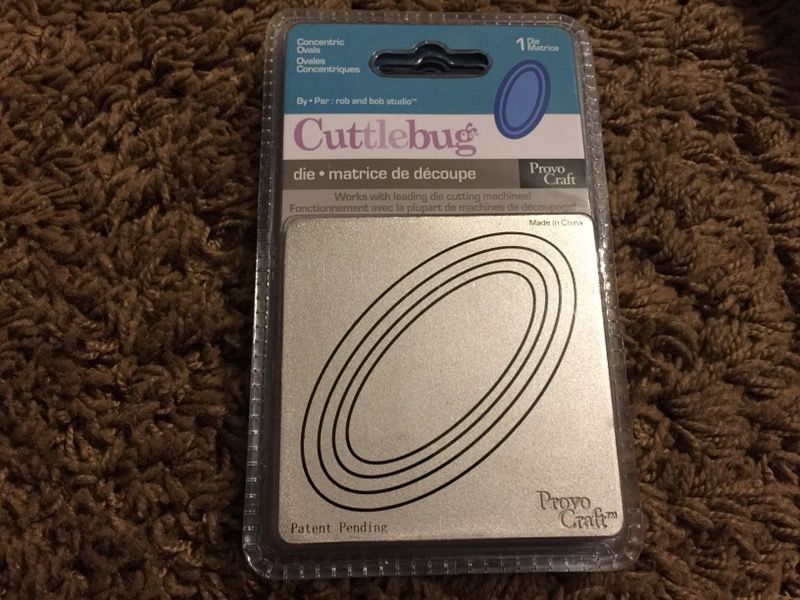 Concentric
Ovals
Ovales
Concentriques
1 Die
Matrice
By • Par : rob and bob studio™
Cuttlebug
die • matrice de découpe
Provo
Craft
Works with leading die cutting machines!
Fonctionnement avec la plupart de machines de découpage!
Made In China
Patent Pending
Provo
Craft™